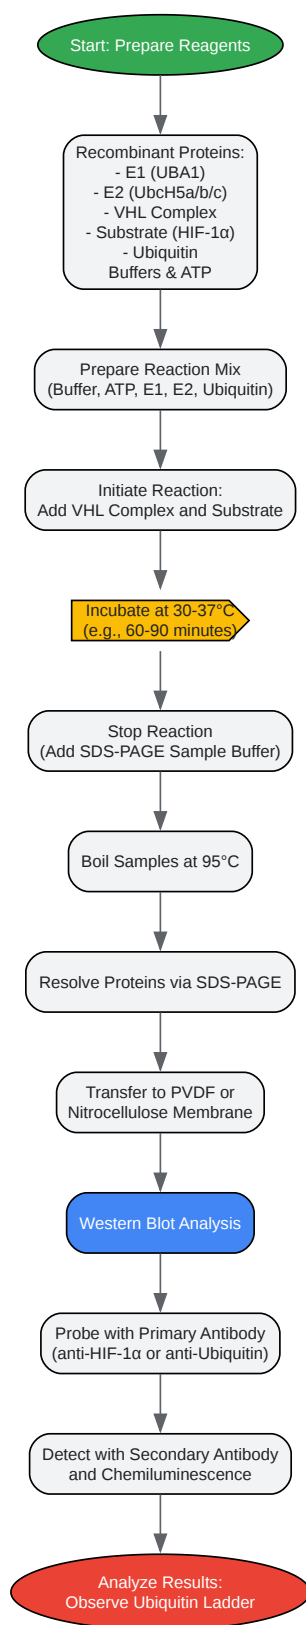 Start: Prepare Reagents
Recombinant Proteins:
- E1 (UBA1)
- E2 (UbcH5a/b/c)
- VHL Complex
- Substrate (HIF-1α)
- Ubiquitin
Buffers & ATP
Prepare Reaction Mix
(Buffer, ATP, E1, E2, Ubiquitin)
Initiate Reaction:
Add VHL Complex and Substrate
Incubate at 30-37°C
(e.g., 60-90 minutes)
Stop Reaction
(Add SDS-PAGE Sample Buffer)
Boil Samples at 95°C
Resolve Proteins via SDS-PAGE
Transfer to PVDF or
Nitrocellulose Membrane
Western Blot Analysis
Probe with Primary Antibody
(anti-HIF-1α or anti-Ubiquitin)
Detect with Secondary Antibody
and Chemiluminescence
Analyze Results:
Observe Ubiquitin Ladder